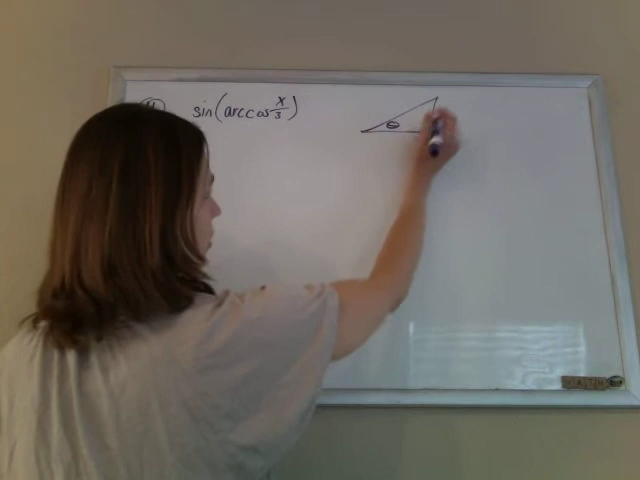 sin(arccos x/3)
θ